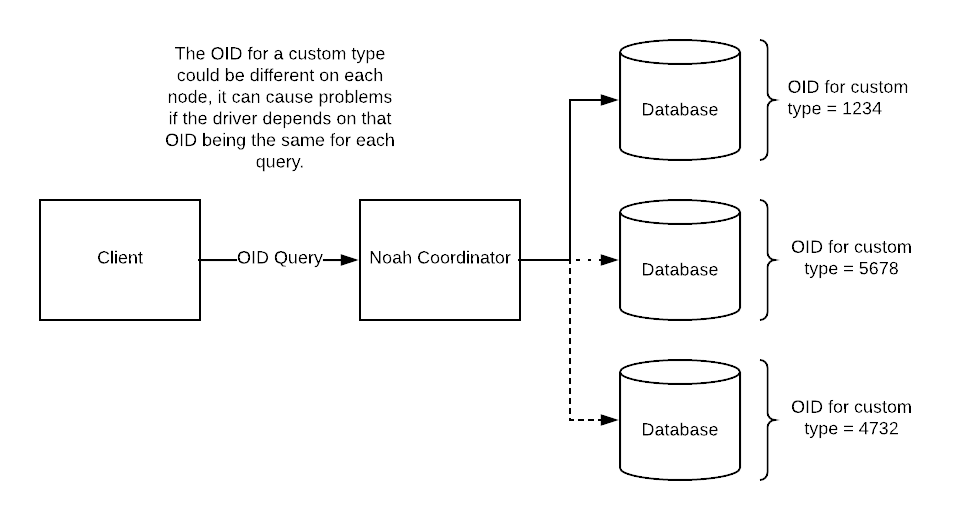 The OID for a custom type
could be different on each
node, it can cause problems
if the driver depends on that
OID being the same for each
query.
Client
OID Query
Noah Coordinator
Database
OID for custom
type = 1234
Database
OID for custom
type = 5678
Database
OID for custom
type = 4732